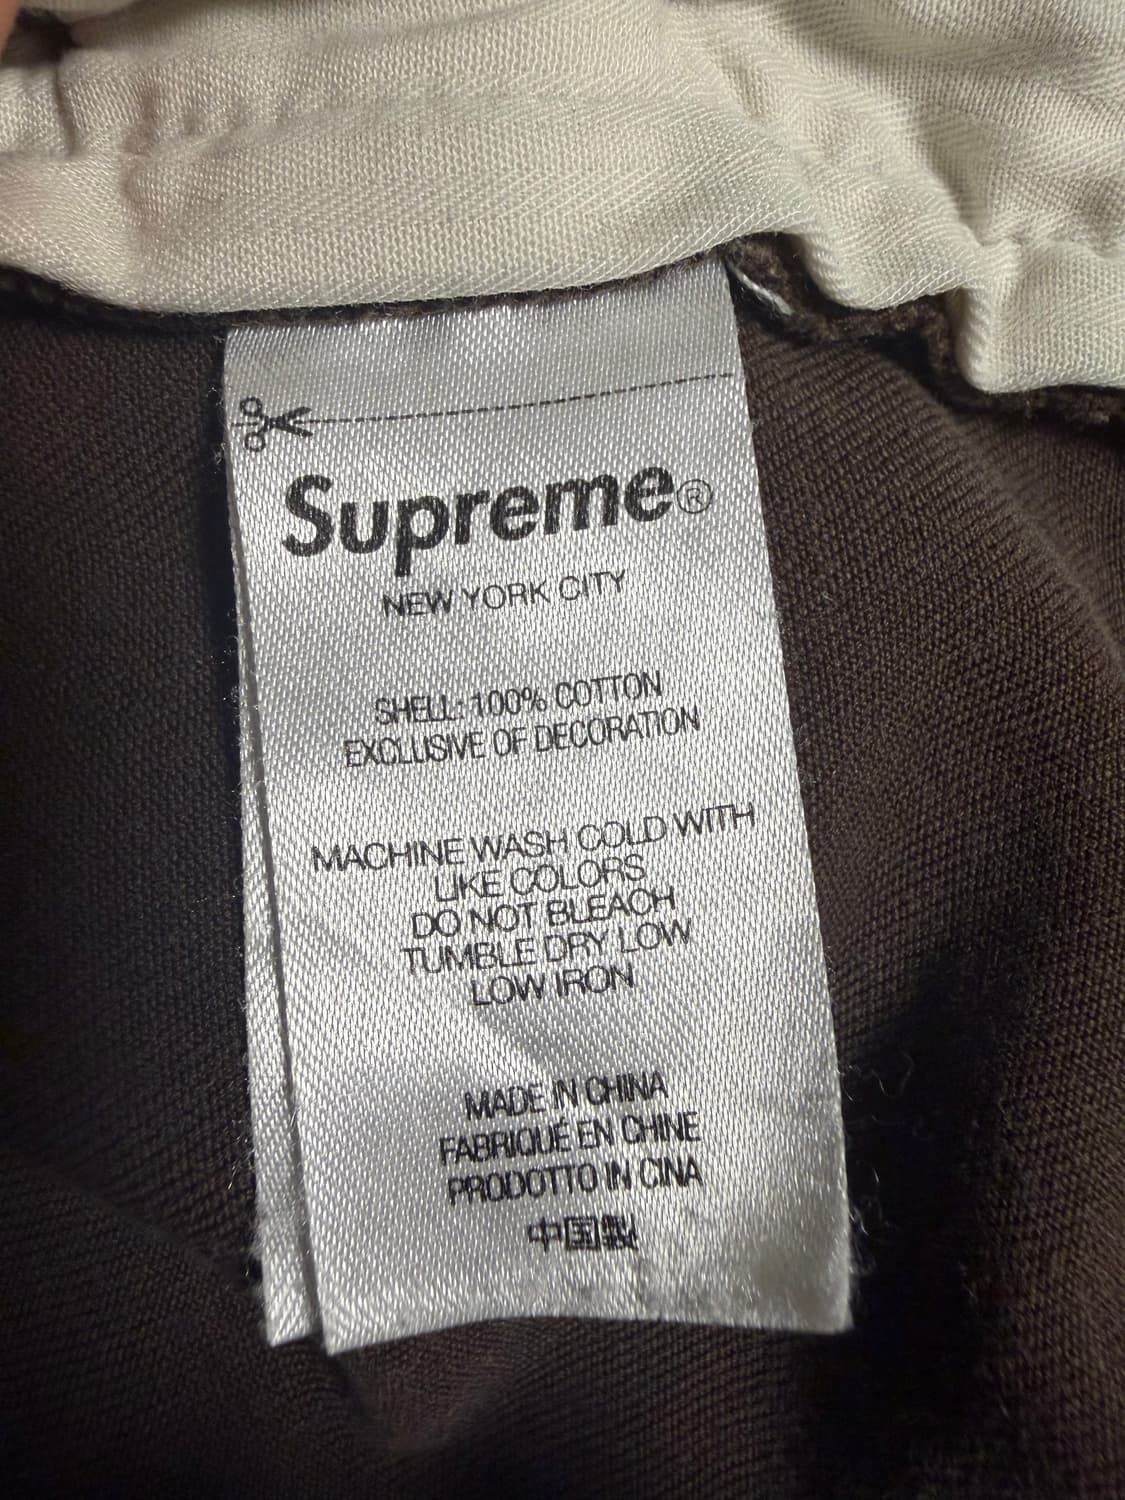 Supreme®
NEW YORK CITY
SHELL: 100% COTTON
EXCLUSIVE OF DECORATION
MACHINE WASH COLD WITH
LIKE COLORS
DO NOT BLEACH
TUMBLE DRY LOW
LOW IRON
MADE IN CHINA
FABRIQUÉ EN CHINE
PRODOTTO IN CINA
中国製